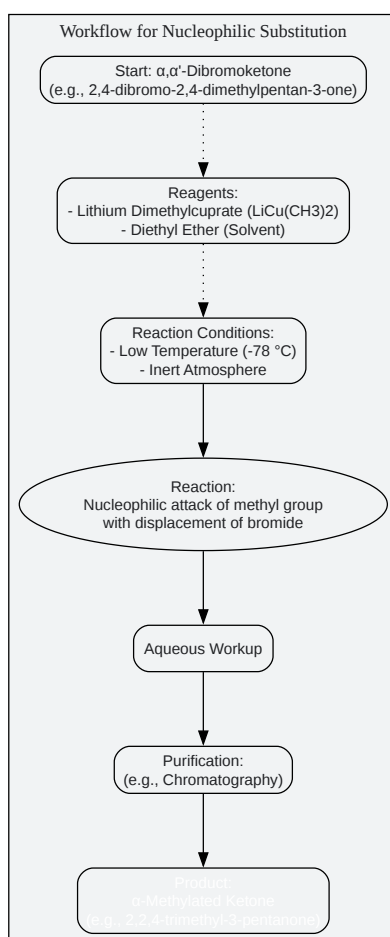 Workflow for Nucleophilic Substitution
Start: α,α'-Dibromoketone
(e.g., 2,4-dibromo-2,4-dimethylpentan-3-one)
Reagents:
- Lithium Dimethylcuprate (LiCu(CH3)2)
- Diethyl Ether (Solvent)
Reaction Conditions:
- Low Temperature (-78 °C)
- Inert Atmosphere
Reaction:
Nucleophilic attack of methyl group
with displacement of bromide
Aqueous Workup
Purification:
(e.g., Chromatography)
Product:
α-Methylated Ketone
(e.g., 2,2,4-trimethyl-3-pentanone)